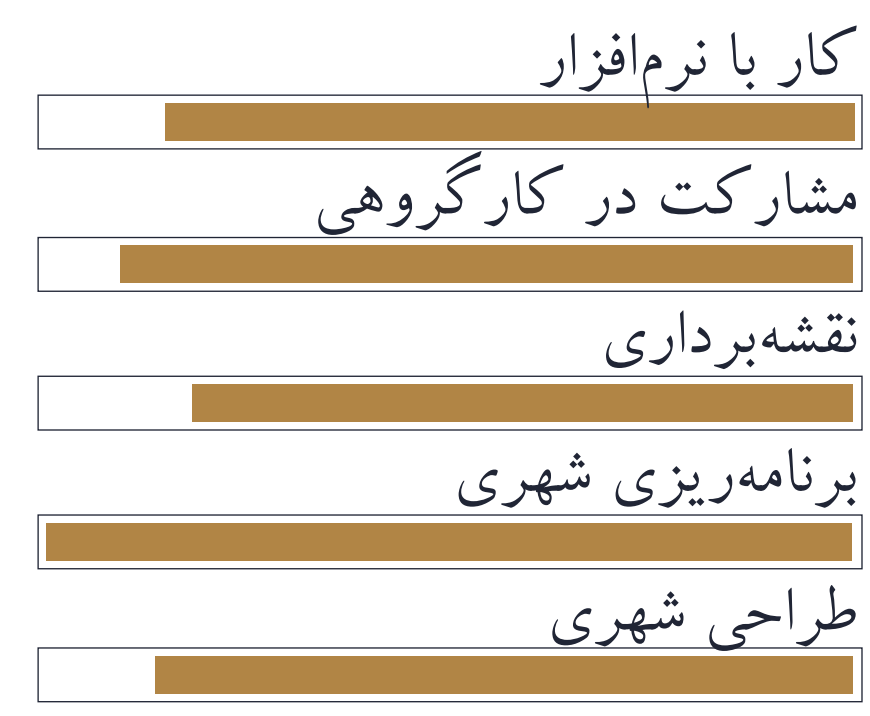 کار با نرم‌افزار
مشارکت در کارگروهی
نقشه‌برداری
برنامه‌ریزی شهری
طراحی شهری